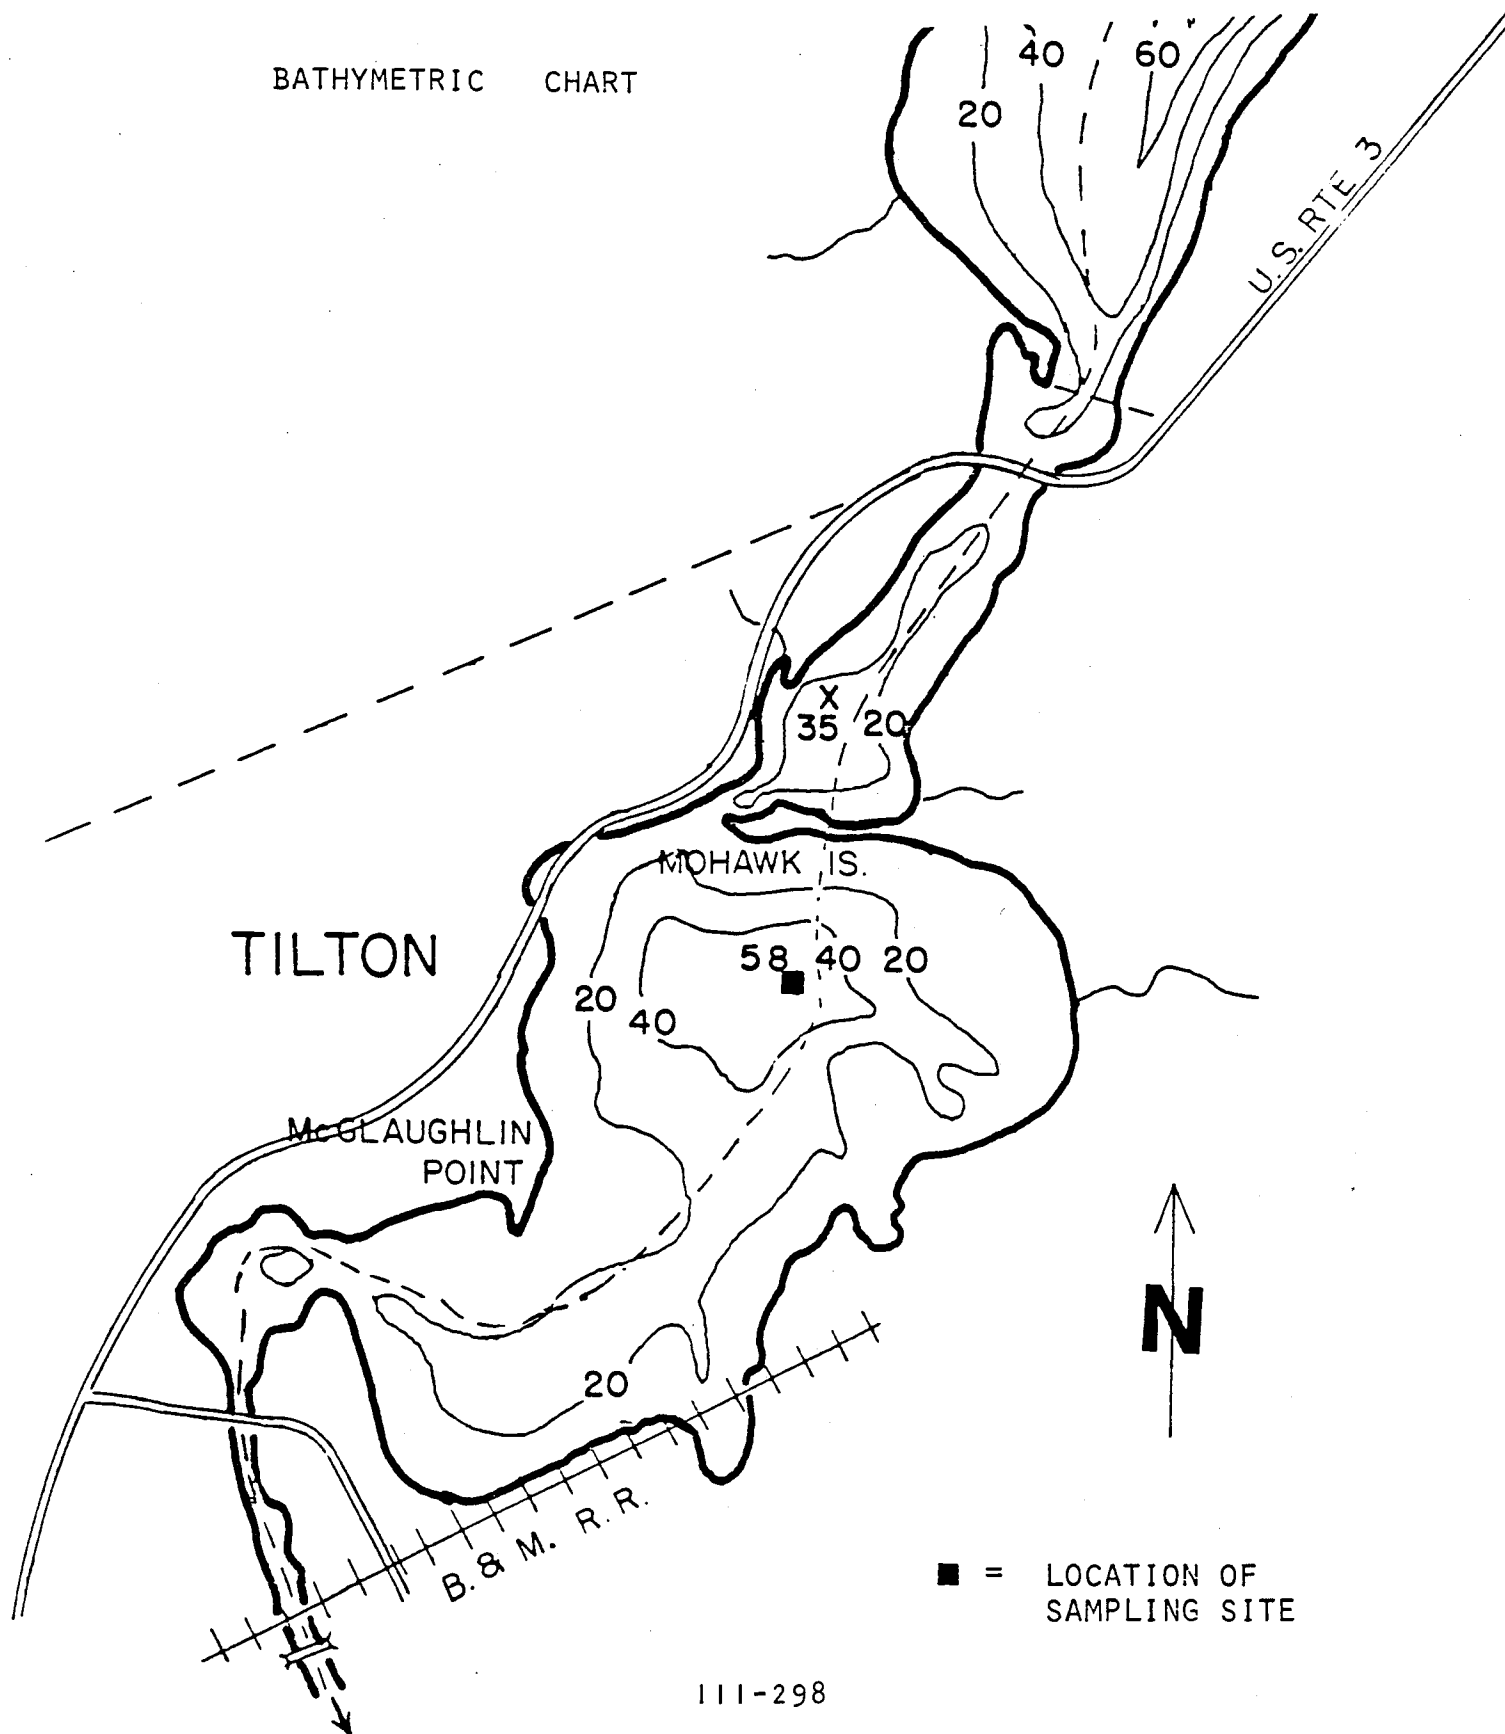 BATHYMETRIC CHART
40 60
20
U.S. RTE 3
X
35 20
MOHAWK IS.
TILTON
58 40 20
20
40
McGLAUGHLIN
POINT
N
20
B. & M. R. R.
■ = LOCATION OF
SAMPLING SITE
III-298